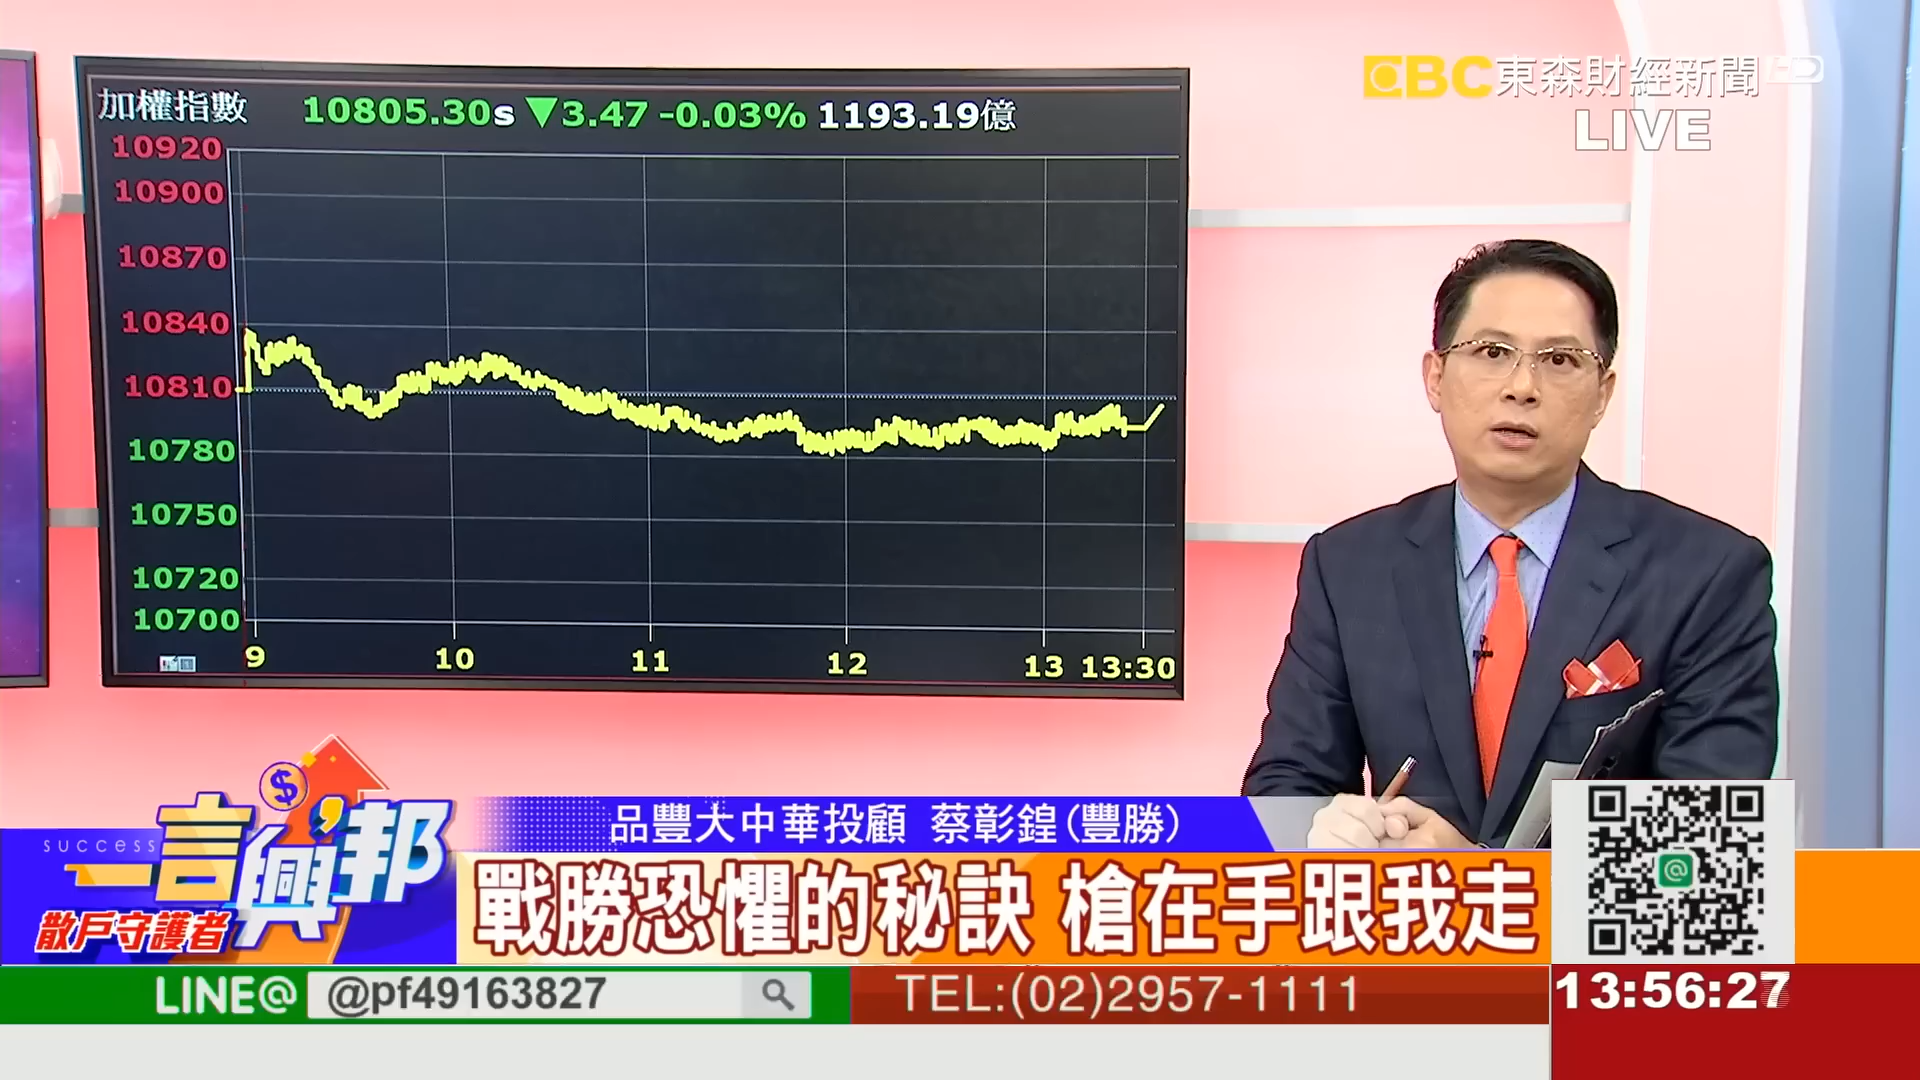 EBC東森財經新聞 HD
LIVE
加權指數 10805.30s ▼3.47 -0.03% 1193.19億
10920
10900
10870
10840
10810
10780
10750
10720
10700
9 10 11 12 13 13:30
success
一言興邦
散戶守護者
品豐大中華投顧 蔡彰鍠(豐勝)
戰勝恐懼的秘訣 槍在手跟我走
LINE@ @pf49163827
TEL:(02)2957-1111
13:56:27